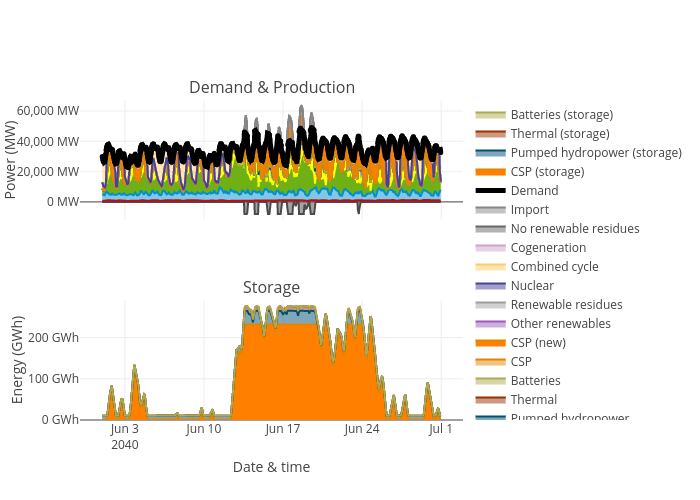 Demand & Production
Power (MW)
60,000 MW
40,000 MW
20,000 MW
0 MW
Batteries (storage)
Thermal (storage)
Pumped hydropower (storage)
CSP (storage)
Demand
Import
No renewable residues
Cogeneration
Combined cycle
Nuclear
Renewable residues
Other renewables
CSP (new)
CSP
Batteries
Thermal
Pumped hydropower
Storage
Energy (GWh)
200 GWh
100 GWh
0 GWh
Jun 3
2040
Jun 10
Jun 17
Jun 24
Jul 1
Date & time